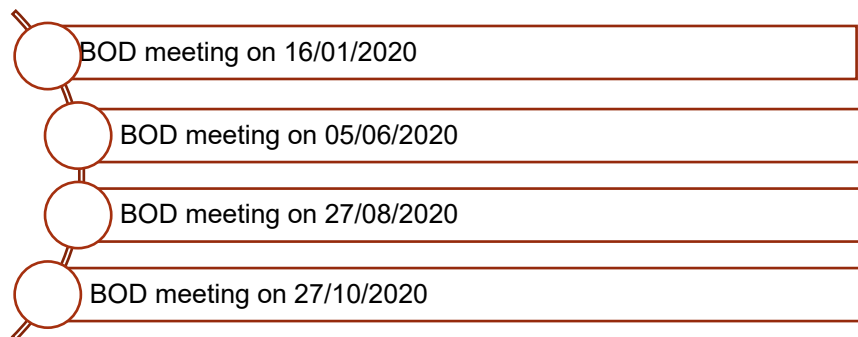 BOD meeting on 16/01/2020
BOD meeting on 05/06/2020
BOD meeting on 27/08/2020
BOD meeting on 27/10/2020